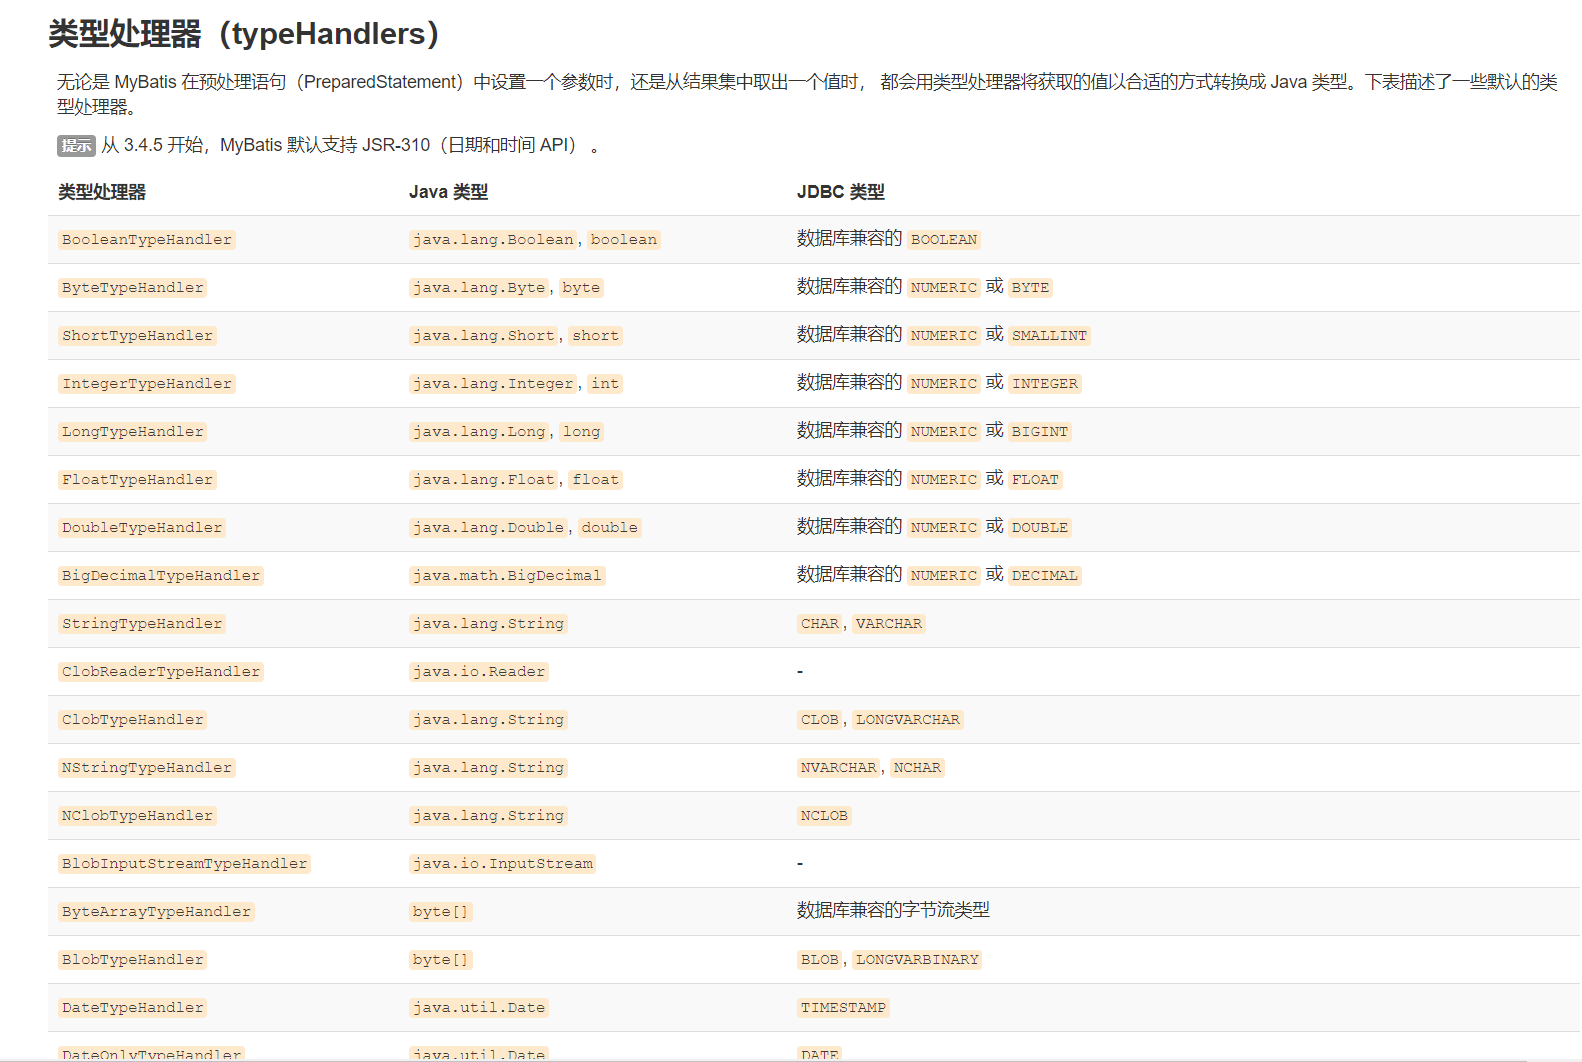 类型处理器（typeHandlers）
无论是 MyBatis 在预处理语句（PreparedStatement）中设置一个参数时，还是从结果集中取出一个值时， 都会用类型处理器将获取的值以合适的方式转换成 Java 类型。下表描述了一些默认的类
型处理器。
提示 从 3.4.5 开始，MyBatis 默认支持 JSR-310（日期和时间 API） 。
类型处理器 Java 类型 JDBC 类型
BooleanTypeHandler java.lang.Boolean, boolean 数据库兼容的 BOOLEAN
ByteTypeHandler java.lang.Byte, byte 数据库兼容的 NUMERIC 或 BYTE
ShortTypeHandler java.lang.Short, short 数据库兼容的 NUMERIC 或 SMALLINT
IntegerTypeHandler java.lang.Integer, int 数据库兼容的 NUMERIC 或 INTEGER
LongTypeHandler java.lang.Long, long 数据库兼容的 NUMERIC 或 BIGINT
FloatTypeHandler java.lang.Float, float 数据库兼容的 NUMERIC 或 FLOAT
DoubleTypeHandler java.lang.Double, double 数据库兼容的 NUMERIC 或 DOUBLE
BigDecimalTypeHandler java.math.BigDecimal 数据库兼容的 NUMERIC 或 DECIMAL
StringTypeHandler java.lang.String CHAR, VARCHAR
ClobReaderTypeHandler java.io.Reader -
ClobTypeHandler java.lang.String CLOB, LONGVARCHAR
NStringTypeHandler java.lang.String NVARCHAR, NCHAR
NClobTypeHandler java.lang.String NCLOB
BlobInputStreamTypeHandler java.io.InputStream -
ByteArrayTypeHandler byte[] 数据库兼容的字节流类型
BlobTypeHandler byte[] BLOB, LONGVARBINARY
DateTypeHandler java.util.Date TIMESTAMP
DateOnlyTypeHandler java.util.Date DATE